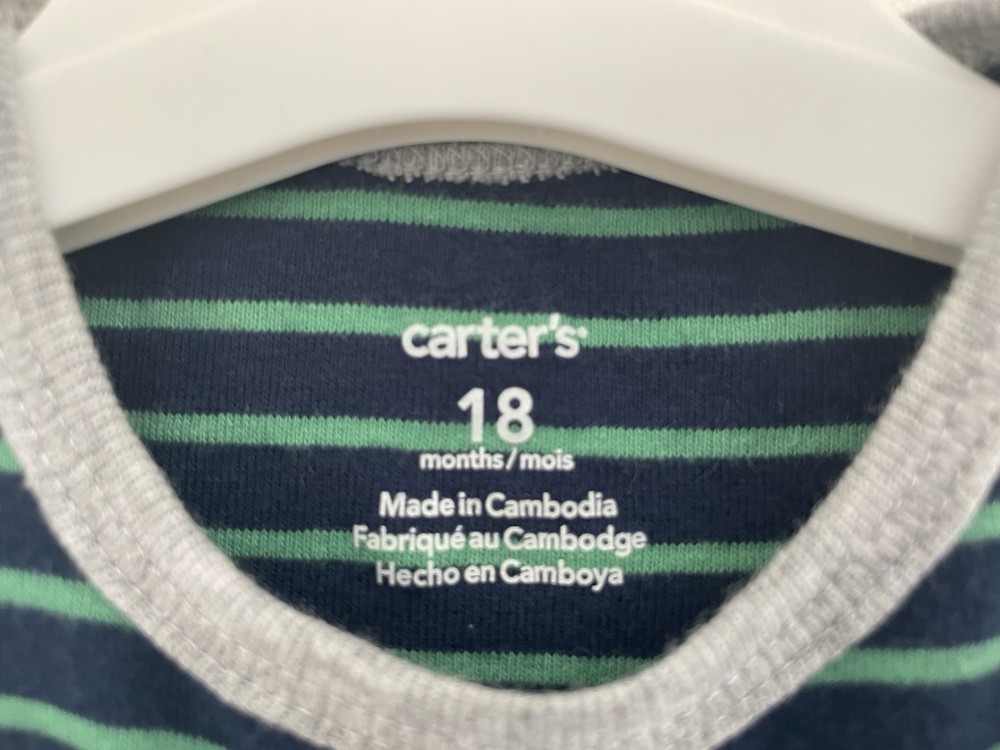 carter's
18
months/mois
Made in Cambodia
Fabriqué au Cambodge
Hecho en Camboya